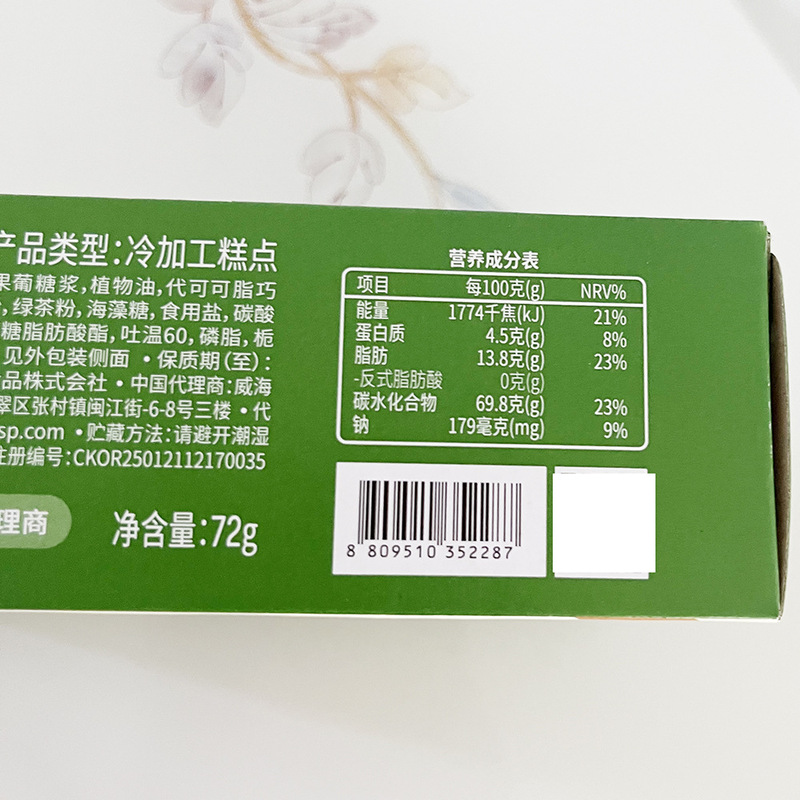 产品类型:冷加工糕点
果葡糖浆,植物油,代可可脂巧
,绿茶粉,海藻糖,食用盐,碳酸
糖脂肪酸酯,吐温60,磷脂,栀
见外包装侧面 •保质期(至):
品株式会社•中国代理商:威海
翠区张村镇闽江街-6-8号三楼 •代
sp.com •贮藏方法:请避开潮湿
注册编号:CKOR25012112170035
理商
净含量:72g
营养成分表
项目 每100克(g) NRV%
能量 1774千焦(kJ) 21%
蛋白质 4.5克(g) 8%
脂肪 13.8克(g) 23%
-反式脂肪酸 0克(g)
碳水化合物 69.8克(g) 23%
钠 179毫克(mg) 9%
8 809510 352287